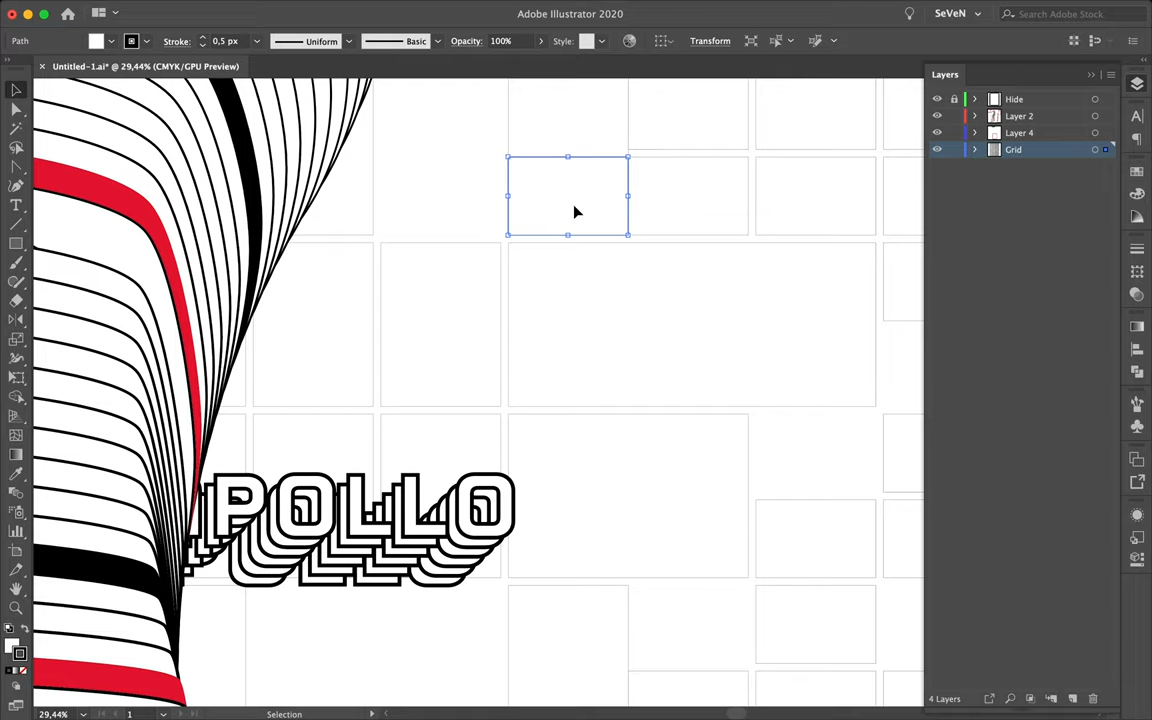 Adobe Illustrator 2020
SeVeN
Search Adobe Stock
Path
Stroke:
0,5 px
Uniform
Basic
Opacity:
100%
Style:
Transform
Untitled-1.ai* @ 29,44% (CMYK/GPU Preview)
Layers
Hide
Layer 2
Layer 4
Grid
POLLO
4 Layers
29,44%
1
Selection